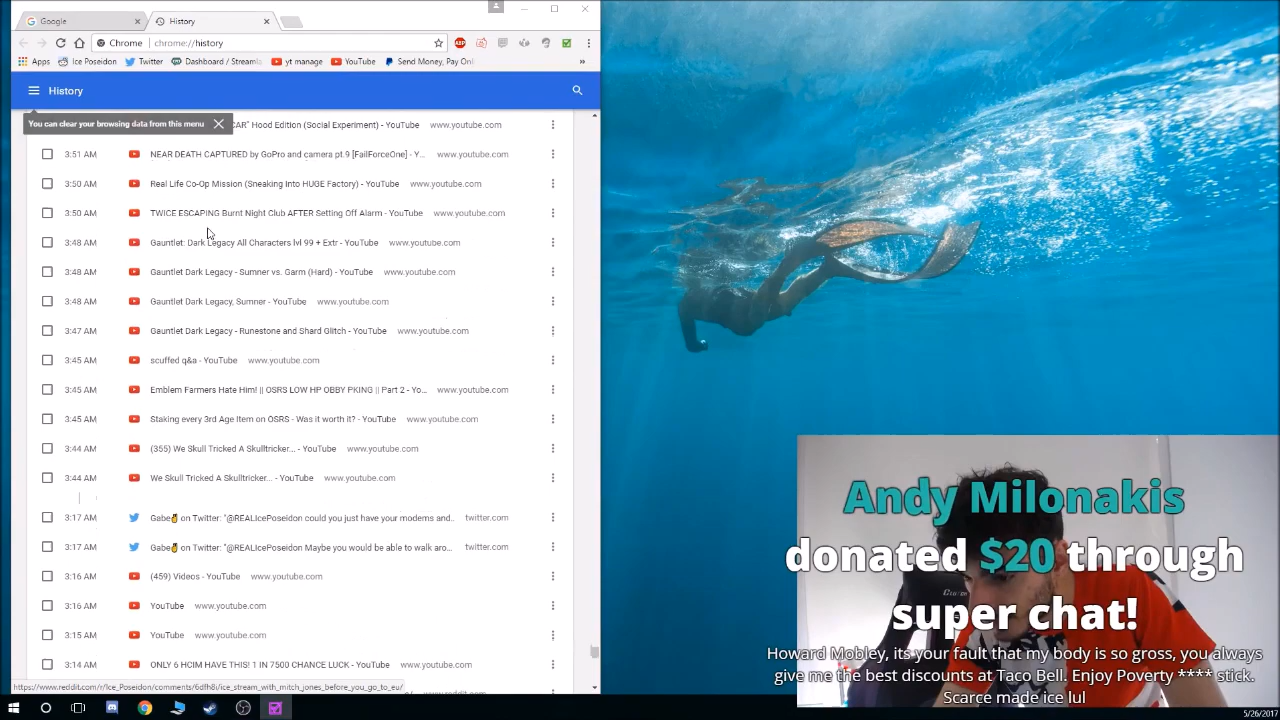 Google
History
Chrome chrome://history
Apps Ice Poseidon Twitter Dashboard / Streaml yt manage YouTube Send Money, Pay Onl »
History
You can clear your browsing data from this menu
CAR" Hood Edition (Social Experiment) - YouTube www.youtube.com
3:51 AM NEAR DEATH CAPTURED by GoPro and camera pt.9 [FailForceOne] - Y... www.youtube.com
3:50 AM Real Life Co-Op Mission (Sneaking Into HUGE Factory) - YouTube www.youtube.com
3:50 AM TWICE ESCAPING Burnt Night Club AFTER Setting Off Alarm - YouTube www.youtube.com
3:48 AM Gauntlet: Dark Legacy All Characters lvl 99 + Extr - YouTube www.youtube.com
3:48 AM Gauntlet Dark Legacy - Sumner vs. Garm (Hard) - YouTube www.youtube.com
3:48 AM Gauntlet Dark Legacy, Sumner - YouTube www.youtube.com
3:47 AM Gauntlet Dark Legacy - Runestone and Shard Glitch - YouTube www.youtube.com
3:45 AM scuffed q&a - YouTube www.youtube.com
3:45 AM Emblem Farmers Hate Him! || OSRS LOW HP OBBY PKING || Part 2 - Yo... www.youtube.com
3:45 AM Staking every 3rd Age Item on OSRS - Was it worth it? - YouTube www.youtube.com
3:44 AM (355) We Skull Tricked A Skulltricker... - YouTube www.youtube.com
3:44 AM We Skull Tricked A Skulltricker... - YouTube www.youtube.com
3:17 AM Gabe on Twitter: "@REALIcePoseidon could you just have your modems and... twitter.com
3:17 AM Gabe on Twitter: "@REALIcePoseidon Maybe you would be able to walk aro... twitter.com
3:16 AM (459) Videos - YouTube www.youtube.com
3:16 AM YouTube www.youtube.com
3:15 AM YouTube www.youtube.com
3:14 AM ONLY 6 HCIM HAVE THIS! 1 IN 7500 CHANCE LUCK - YouTube www.youtube.com
https://www.reddit.com/r/Ice_Poseidon/comments/6dfh8j/ice_stream_with_mitch_jones_before_you_go_to_eu/
Andy Milonakis
donated $20 through
super chat!
Howard Mobley, its your fault that my body is so gross, you always
give me the best discounts at Taco Bell. Enjoy Poverty **** stick.
Scarce made ice lul
5/26/2017